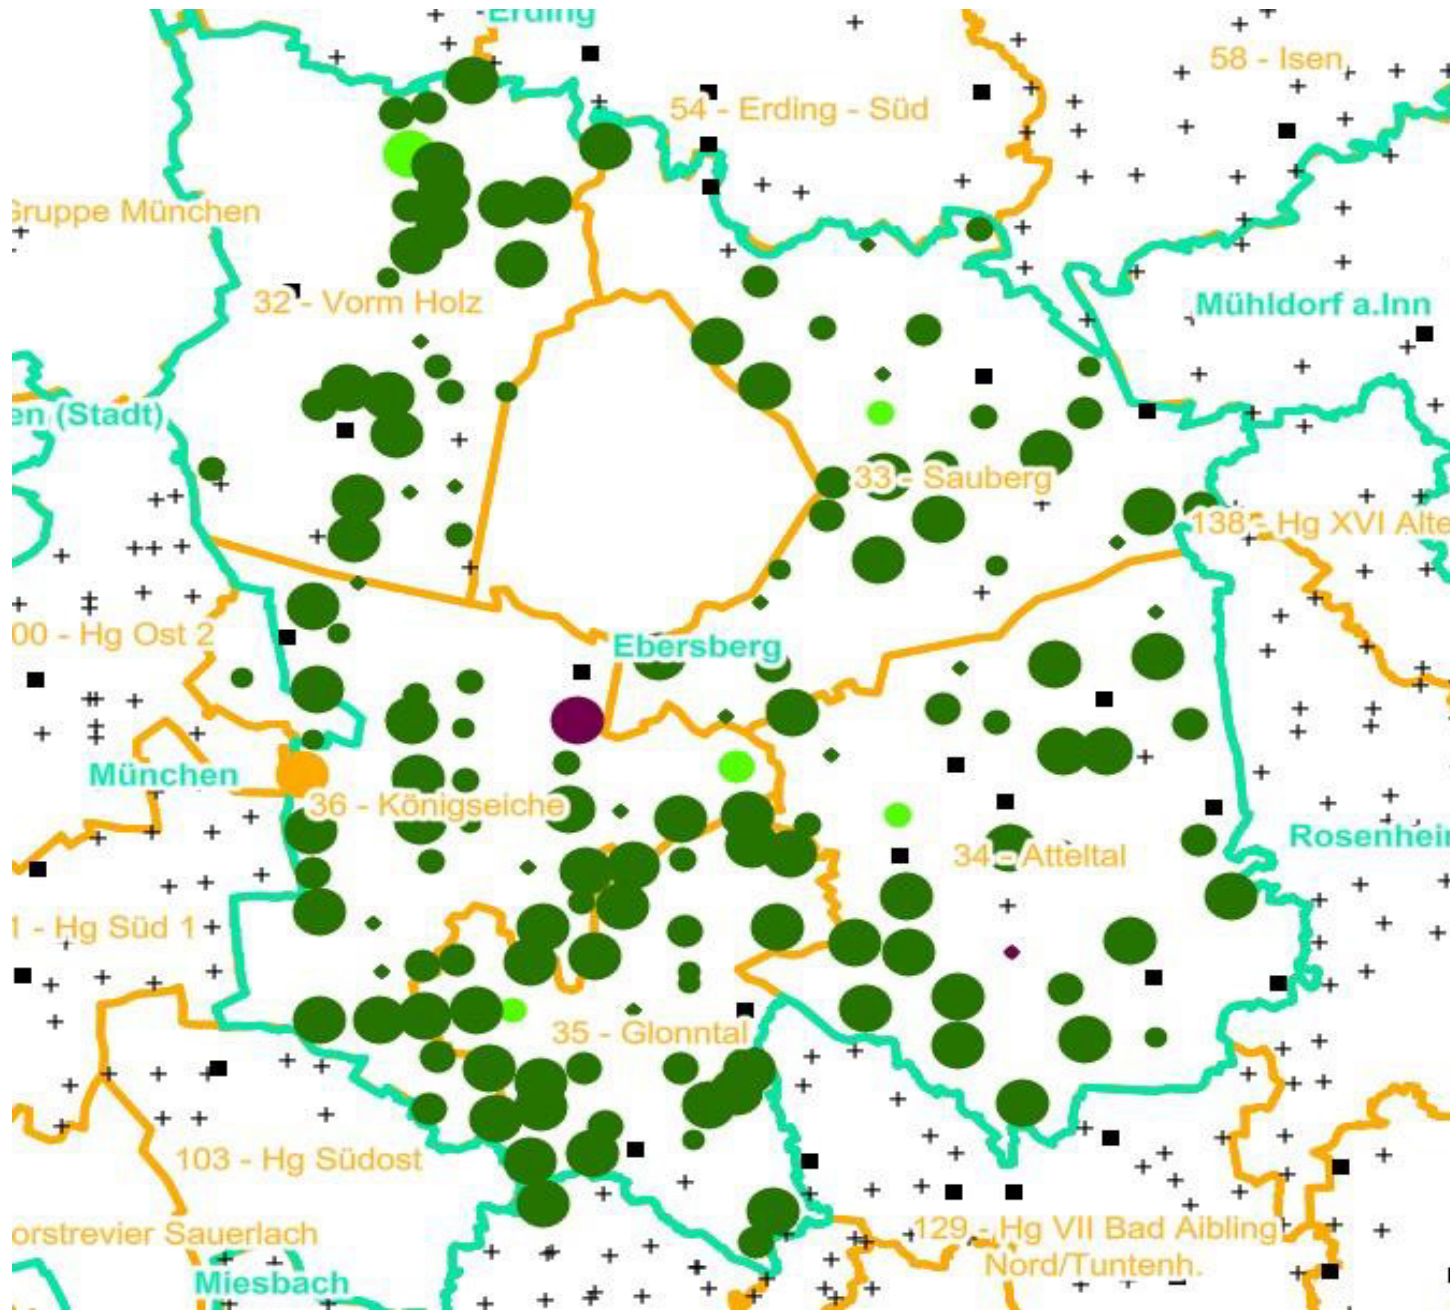 Erding
58 - Isen
54 - Erding - Süd
Gruppe München
32 - Vorm Holz
Mühldorf a.Inn
en (Stadt)
33 - Sauberg
138 - Hg XVI Alte
00 - Hg Ost 2
Ebersberg
München
36 - Königseiche
Rosenhei
34 - Atteltal
1 - Hg Süd 1
35 - Glonntal
103 - Hg Südost
orstrevier Sauerlach
129 - Hg VII Bad Aibling
Nord/Tuntenh.
Miesbach